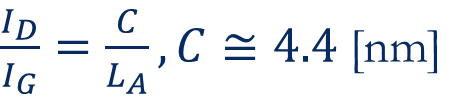 I_D/I_G = C/L_A , C ≅ 4.4 [nm]